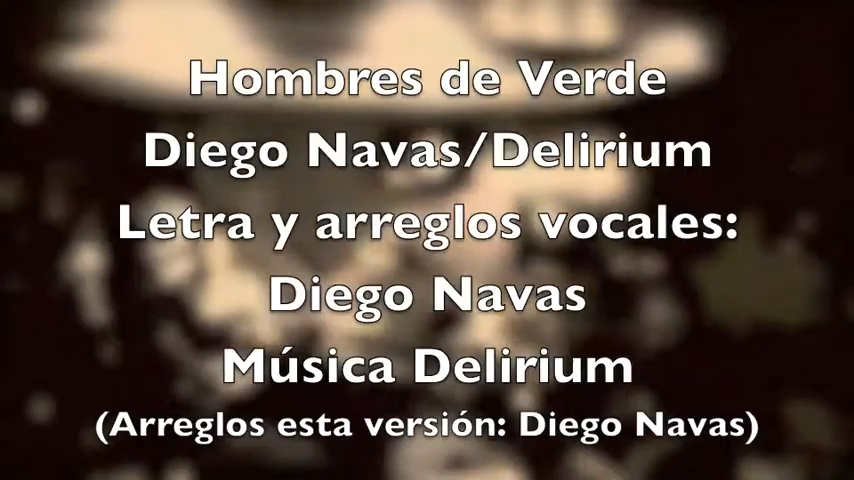 Hombres de Verde
Diego Navas/Delirium
Letra y arreglos vocales:
Diego Navas
Música Delirium
(Arreglos esta versión: Diego Navas)